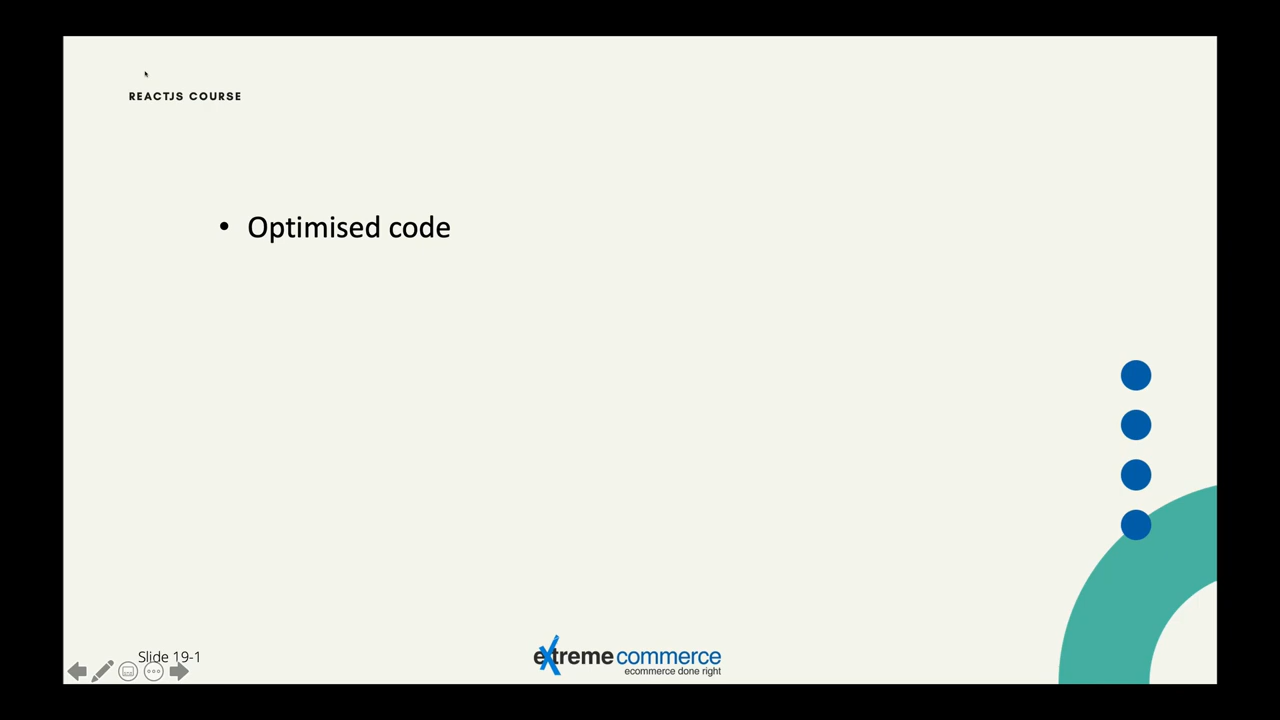 REACTJS COURSE
• Optimised code
Slide 19-1
extreme commerce
ecommerce done right